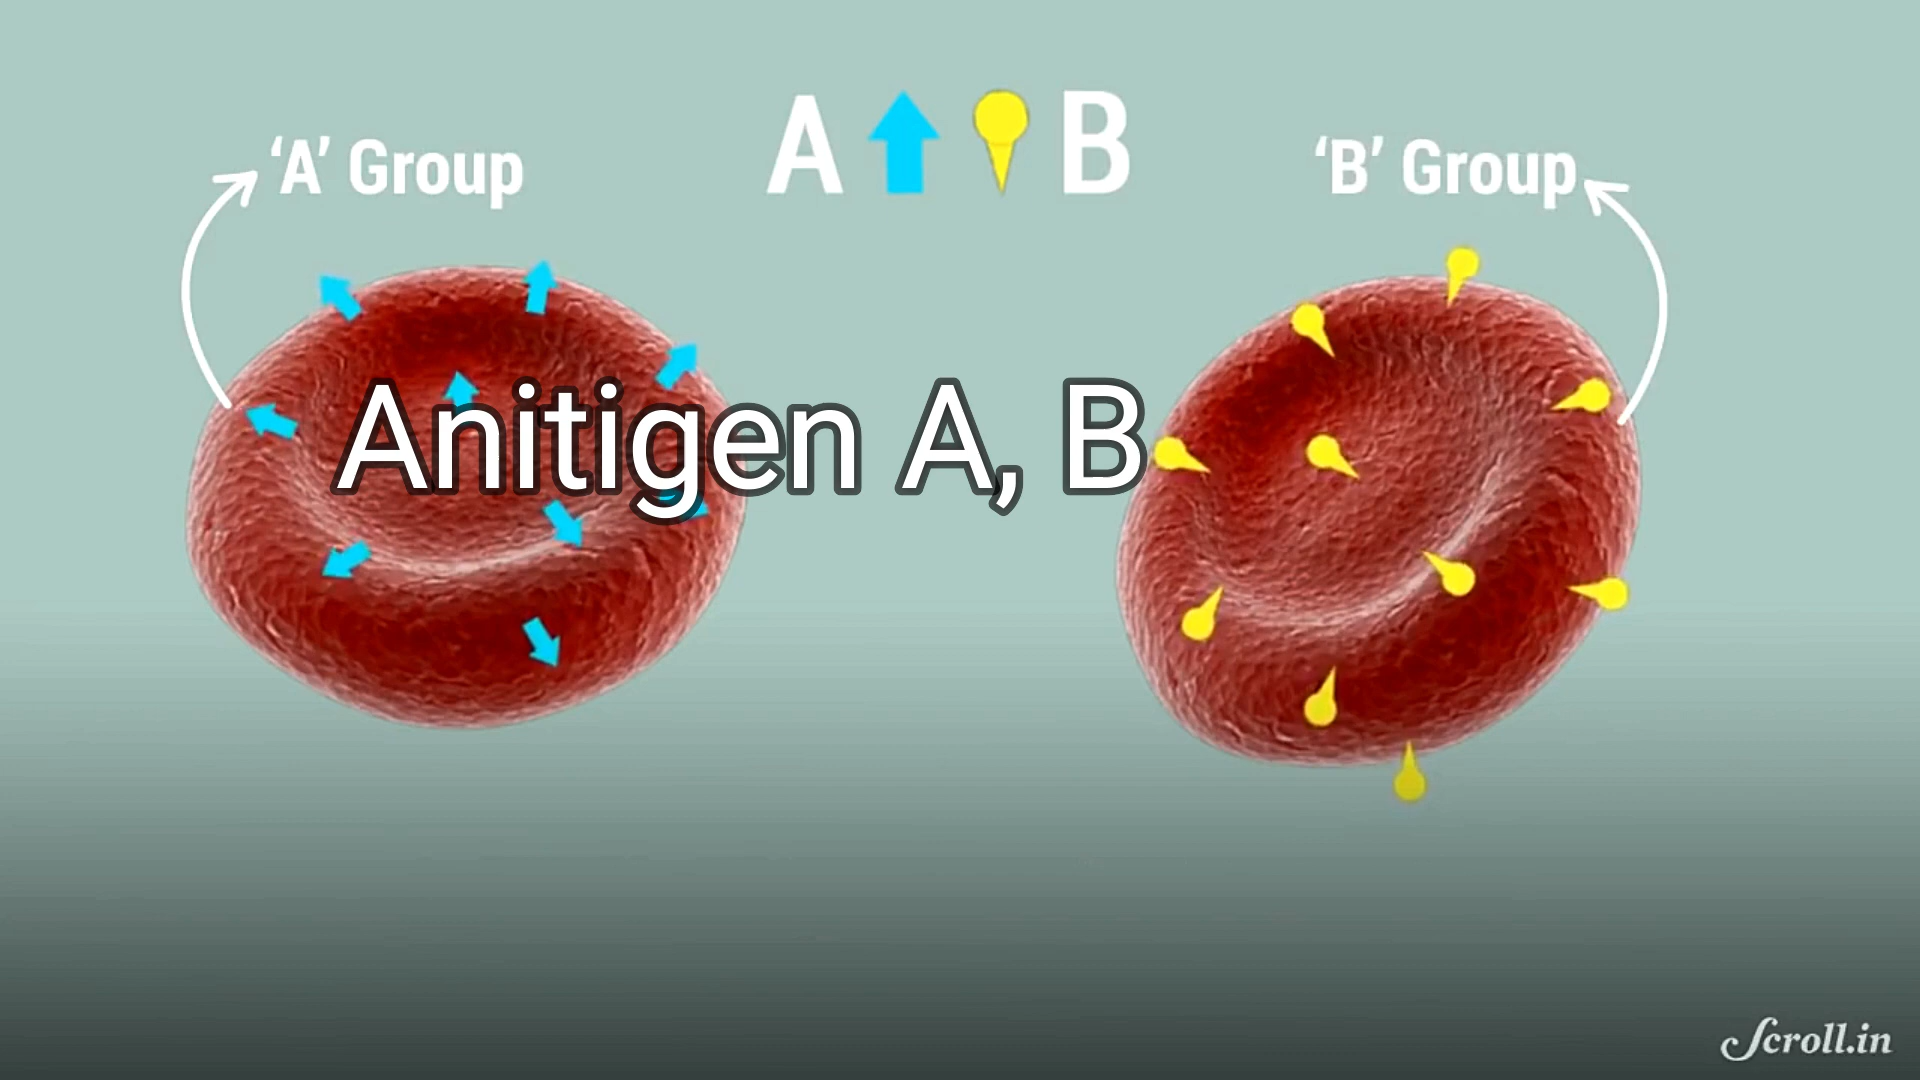 A B
‘A’ Group
‘B’ Group
Anitigen A, B
Scroll.in